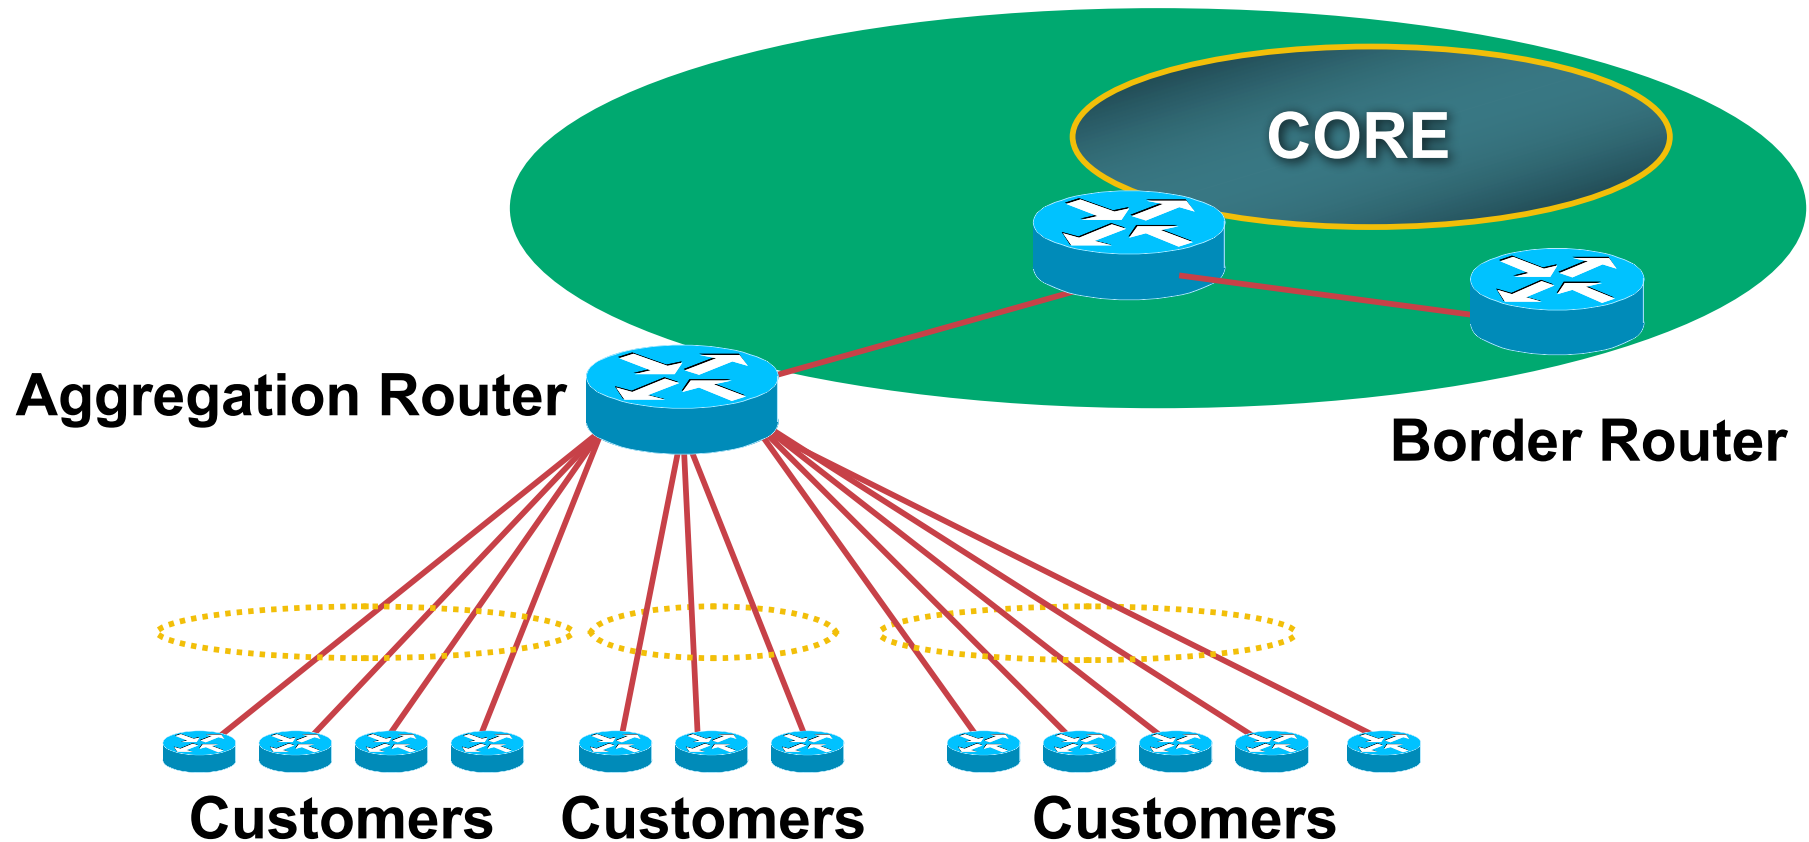 CORE
Aggregation Router
Border Router
Customers
Customers
Customers